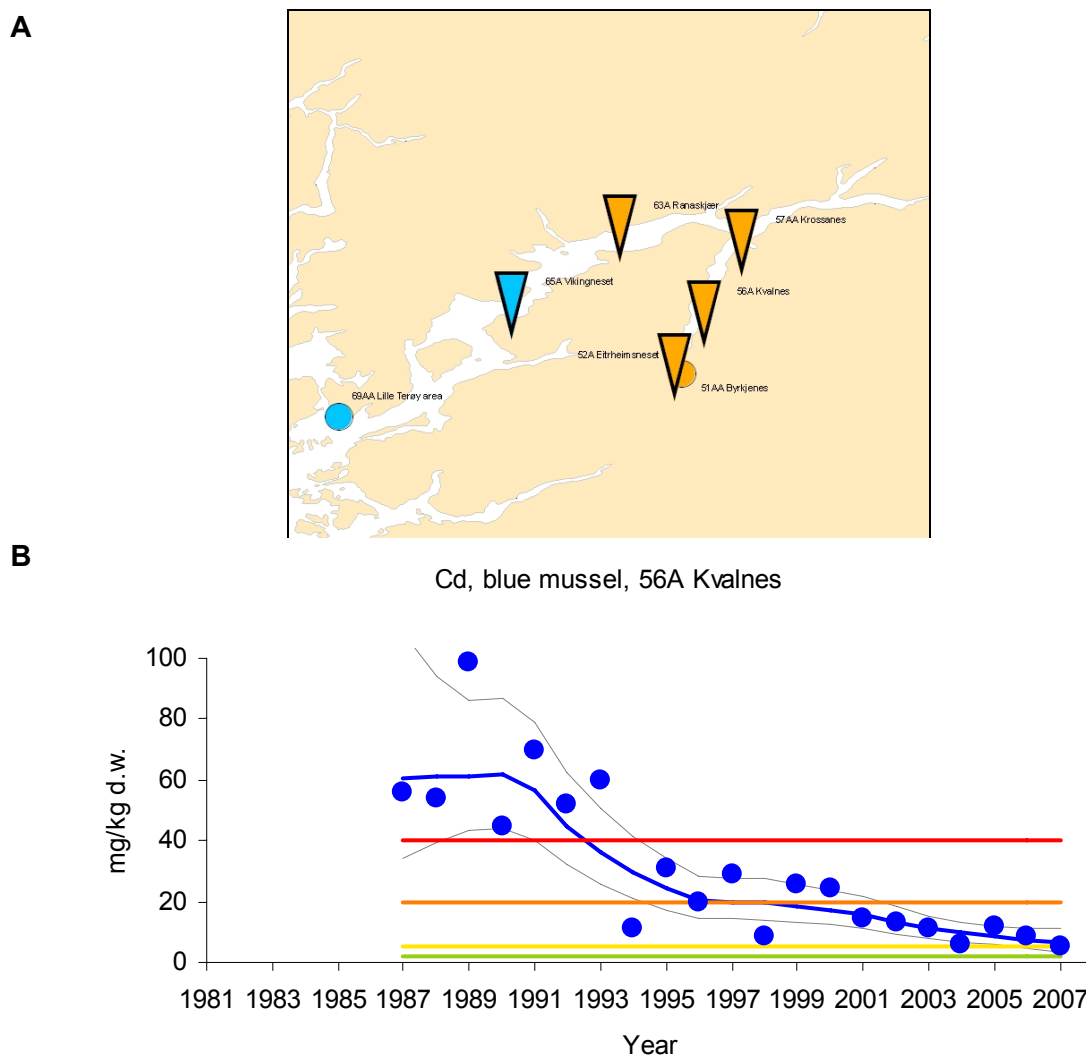 A
63A Ranaskjær
57AA Krossanes
65A Vikingneset
56A Kvalnes
52A Eitrheimsneset
51AA Byrkjenes
69AA Lille Terøy area
B
Cd, blue mussel, 56A Kvalnes
mg/kg d.w.
100
80
60
40
20
0
1981 1983 1985 1987 1989 1991 1993 1995 1997 1999 2001 2003 2005 2007
Year